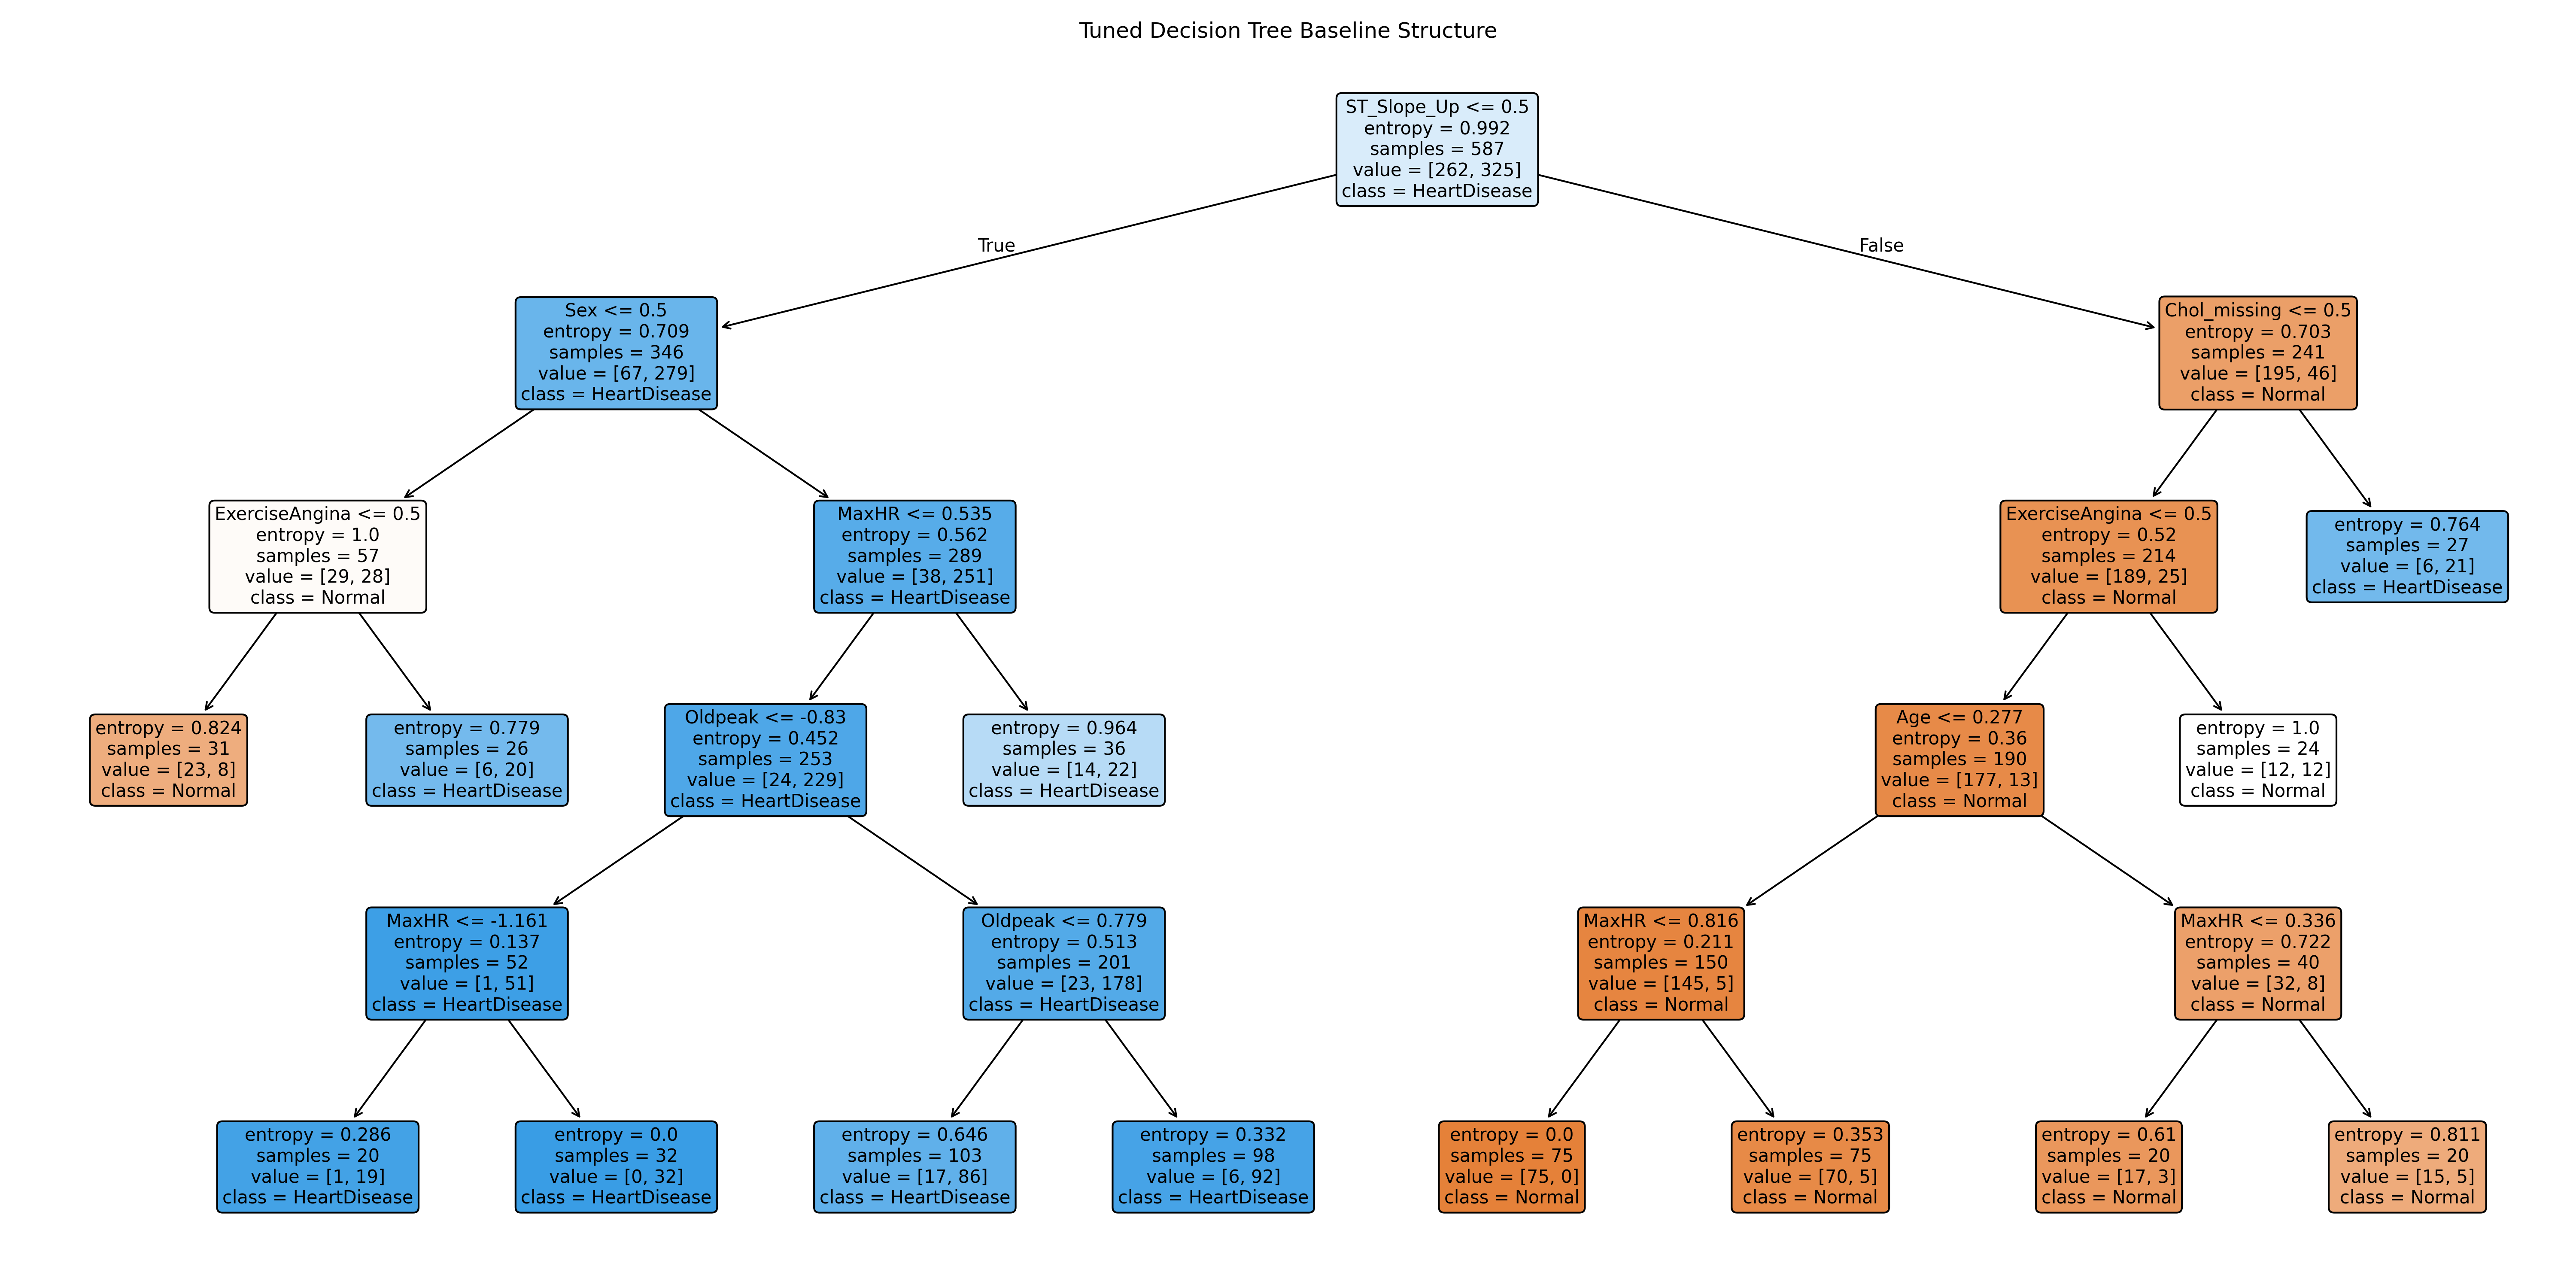 Tuned Decision Tree Baseline Structure
ST_Slope_Up <= 0.5
entropy = 0.992
samples = 587
value = [262, 325]
class = HeartDisease
True
False
Sex <= 0.5
entropy = 0.709
samples = 346
value = [67, 279]
class = HeartDisease
Chol_missing <= 0.5
entropy = 0.703
samples = 241
value = [195, 46]
class = Normal
ExerciseAngina <= 0.5
entropy = 1.0
samples = 57
value = [29, 28]
class = Normal
MaxHR <= 0.535
entropy = 0.562
samples = 289
value = [38, 251]
class = HeartDisease
ExerciseAngina <= 0.5
entropy = 0.52
samples = 214
value = [189, 25]
class = Normal
entropy = 0.764
samples = 27
value = [6, 21]
class = HeartDisease
entropy = 0.824
samples = 31
value = [23, 8]
class = Normal
entropy = 0.779
samples = 26
value = [6, 20]
class = HeartDisease
Oldpeak <= -0.83
entropy = 0.452
samples = 253
value = [24, 229]
class = HeartDisease
entropy = 0.964
samples = 36
value = [14, 22]
class = HeartDisease
Age <= 0.277
entropy = 0.36
samples = 190
value = [177, 13]
class = Normal
entropy = 1.0
samples = 24
value = [12, 12]
class = Normal
MaxHR <= -1.161
entropy = 0.137
samples = 52
value = [1, 51]
class = HeartDisease
Oldpeak <= 0.779
entropy = 0.513
samples = 201
value = [23, 178]
class = HeartDisease
MaxHR <= 0.816
entropy = 0.211
samples = 150
value = [145, 5]
class = Normal
MaxHR <= 0.336
entropy = 0.722
samples = 40
value = [32, 8]
class = Normal
entropy = 0.286
samples = 20
value = [1, 19]
class = HeartDisease
entropy = 0.0
samples = 32
value = [0, 32]
class = HeartDisease
entropy = 0.646
samples = 103
value = [17, 86]
class = HeartDisease
entropy = 0.332
samples = 98
value = [6, 92]
class = HeartDisease
entropy = 0.0
samples = 75
value = [75, 0]
class = Normal
entropy = 0.353
samples = 75
value = [70, 5]
class = Normal
entropy = 0.61
samples = 20
value = [17, 3]
class = Normal
entropy = 0.811
samples = 20
value = [15, 5]
class = Normal